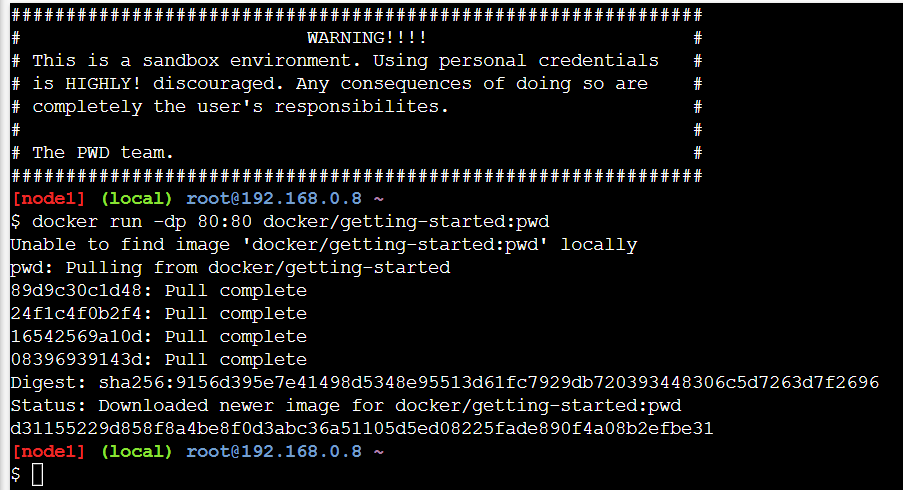 ###############################################################
# WARNING!!!! #
# This is a sandbox environment. Using personal credentials #
# is HIGHLY! discouraged. Any consequences of doing so are #
# completely the user's responsibilites. #
# #
# The PWD team. #
###############################################################
[node1] (local) root@192.168.0.8 ~
$ docker run -dp 80:80 docker/getting-started:pwd
Unable to find image 'docker/getting-started:pwd' locally
pwd: Pulling from docker/getting-started
89d9c30c1d48: Pull complete
24f1c4f0b2f4: Pull complete
16542569a10d: Pull complete
08396939143d: Pull complete
Digest: sha256:9156d395e7e41498d5348e95513d61fc7929db720393448306c5d7263d7f2696
Status: Downloaded newer image for docker/getting-started:pwd
d31155229d858f8a4be8f0d3abc36a51105d5ed08225fade890f4a08b2efbe31
[node1] (local) root@192.168.0.8 ~
$